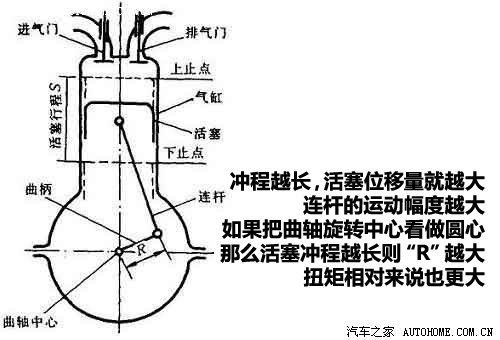 进气门
排气门
上止点
气缸
活塞行程S
活塞
下止点
曲柄
连杆
R
曲轴中心
冲程越长,活塞位移量就越大
连杆的运动幅度越大
如果把曲轴旋转中心看做圆心
那么活塞冲程越长则“R”越大
扭矩相对来说也更大
汽车之家 AUTOHOME.COM.CN